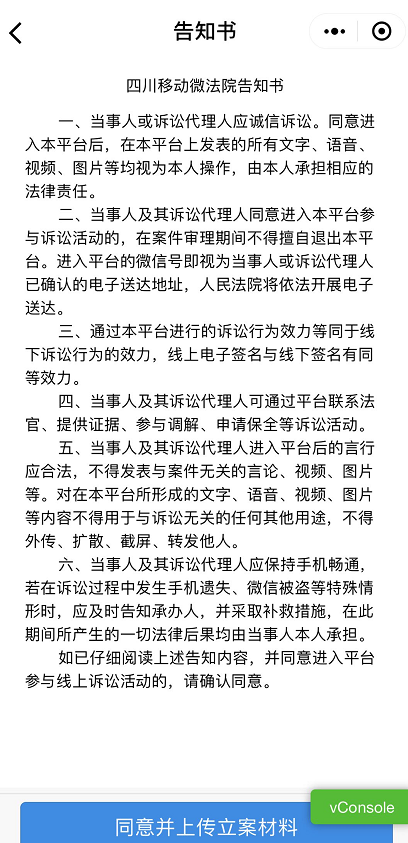 告知书
四川移动微法院告知书
一、当事人或诉讼代理人应诚信诉讼。同意进
入本平台后，在本平台上发表的所有文字、语音、
视频、图片等均视为本人操作，由本人承担相应的
法律责任。
二、当事人及其诉讼代理人同意进入本平台参
与诉讼活动的，在案件审理期间不得擅自退出本平
台。进入平台的微信号即视为当事人或诉讼代理人
已确认的电子送达地址，人民法院将依法开展电子
送达。
三、通过本平台进行的诉讼行为效力等同于线
下诉讼行为的效力，线上电子签名与线下签名有同
等效力。
四、当事人及其诉讼代理人可通过平台联系法
官、提供证据、参与调解、申请保全等诉讼活动。
五、当事人及其诉讼代理人进入平台后的言行
应合法，不得发表与案件无关的言论、视频、图片
等。对在本平台所形成的文字、语音、视频、图片
等内容不得用于与诉讼无关的任何其他用途，不得
外传、扩散、截屏、转发他人。
六、当事人及其诉讼代理人应保持手机畅通，
若在诉讼过程中发生手机遗失、微信被盗等特殊情
形时，应及时告知承办人，并采取补救措施，在此
期间所产生的一切法律后果均由当事人本人承担。
如已仔细阅读上述告知内容，并同意进入平台
参与线上诉讼活动的，请确认同意。
vConsole
同意并上传立案材料